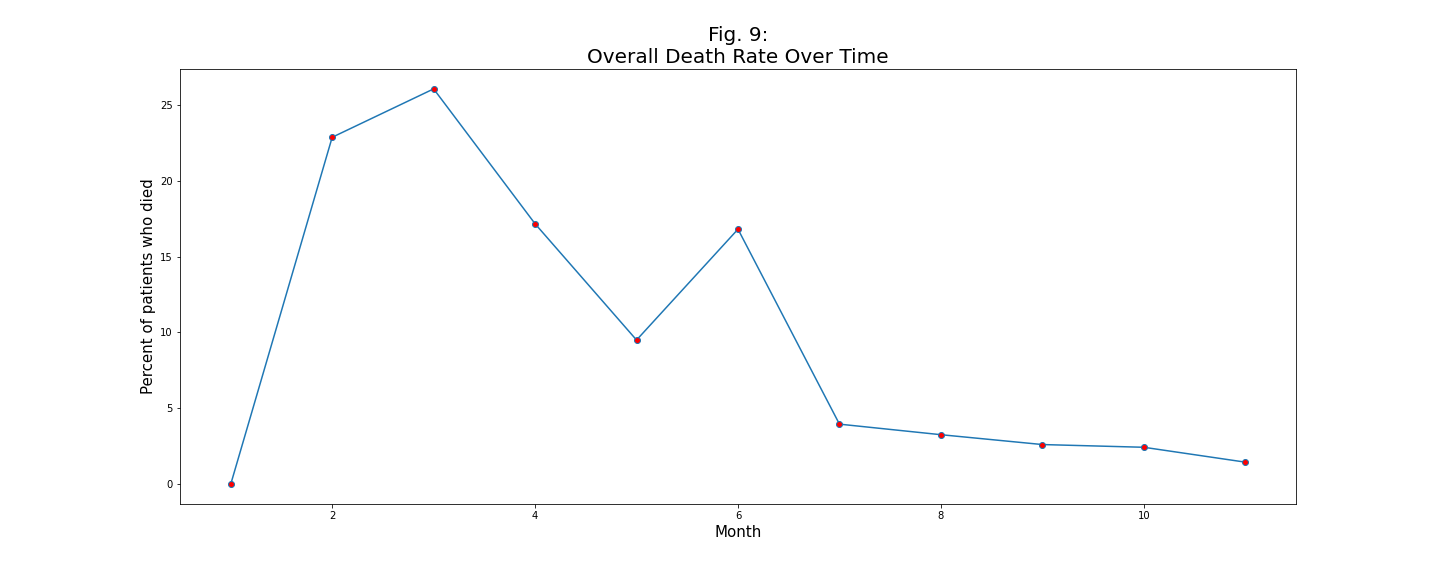 Fig. 9:
Overall Death Rate Over Time
Percent of patients who died
25
20
15
10
5
0
2
4
6
8
10
Month